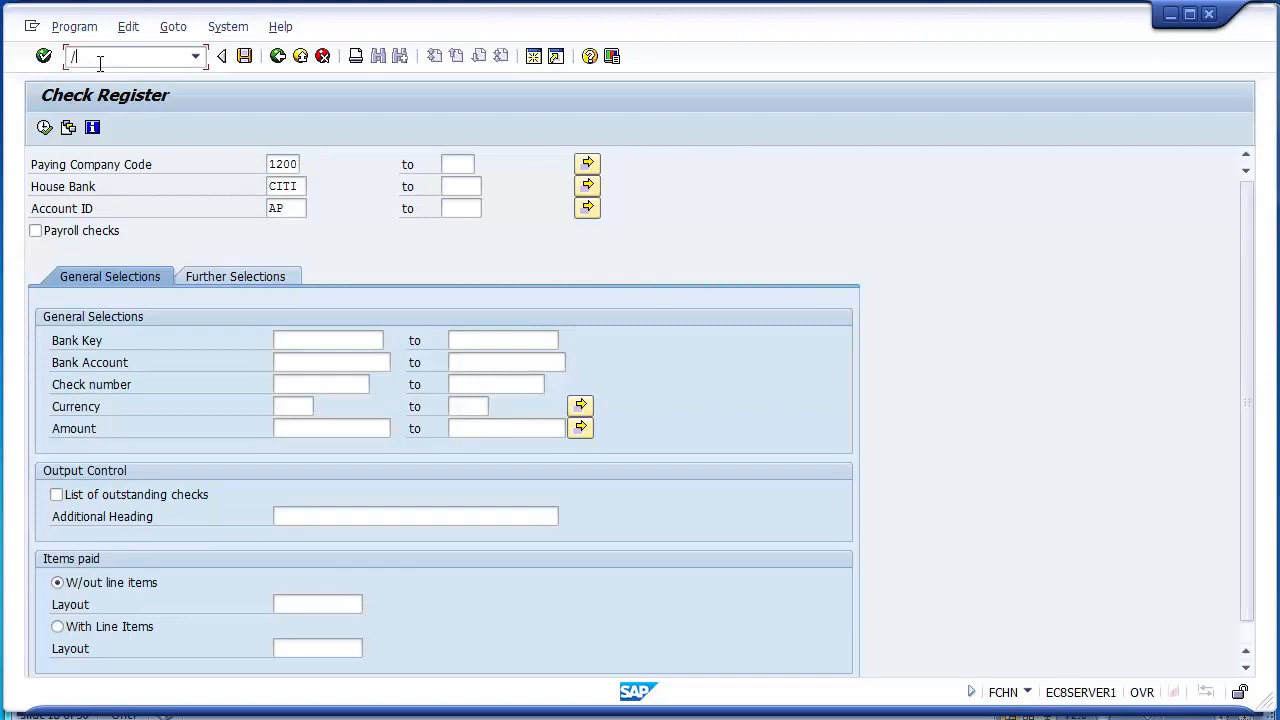 Program Edit Goto System Help
/
Check Register
Paying Company Code 1200 to
House Bank CITI to
Account ID AP to
Payroll checks
General Selections Further Selections
General Selections
Bank Key to
Bank Account to
Check number to
Currency to
Amount to
Output Control
List of outstanding checks
Additional Heading
Items paid
W/out line items
Layout
With Line Items
Layout
SAP FCHN EC8SERVER1 OVR